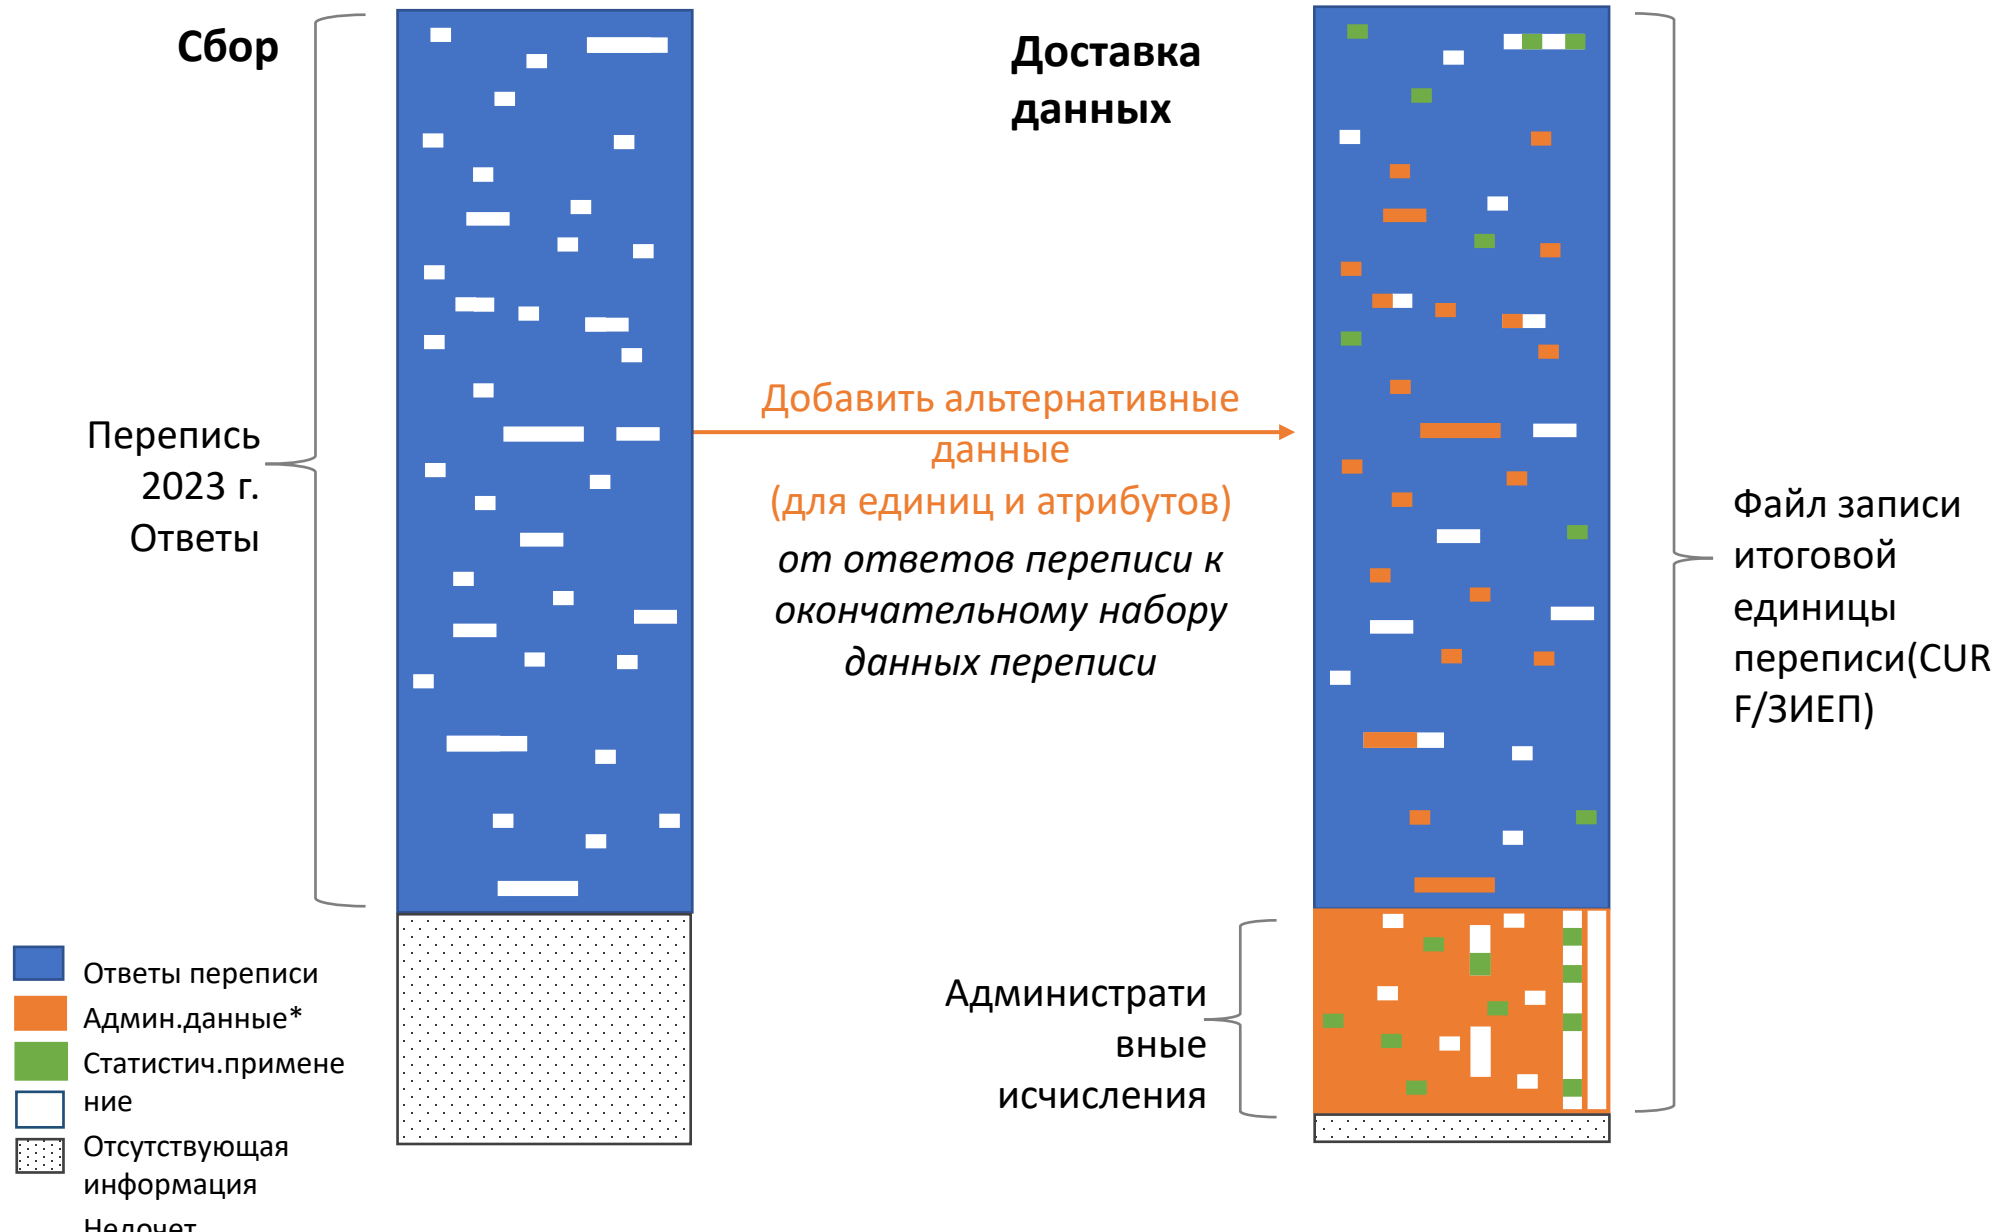 Сбор
Доставка
данных
Перепись
2023 г.
Ответы
Добавить альтернативные
данные
(для единиц и атрибутов)
от ответов переписи к
окончательному набору
данных переписи
Файл записи
итоговой
единицы
переписи(CUR
F/ЗИЕП)
Администрати
вные
исчисления
Ответы переписи
Админ.данные*
Статистич.примене
ние
Отсутствующая
информация
Недочет